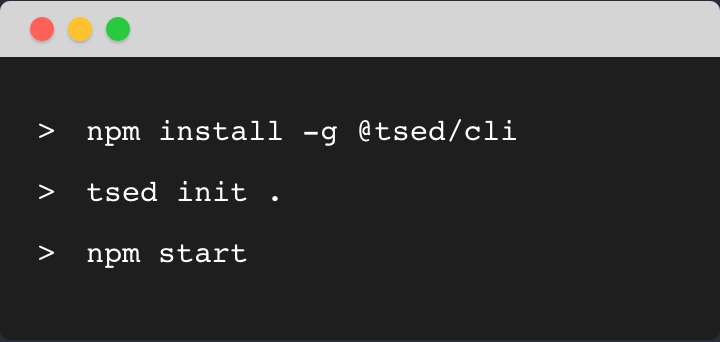 > npm install -g @tsed/cli
> tsed init .
> npm start